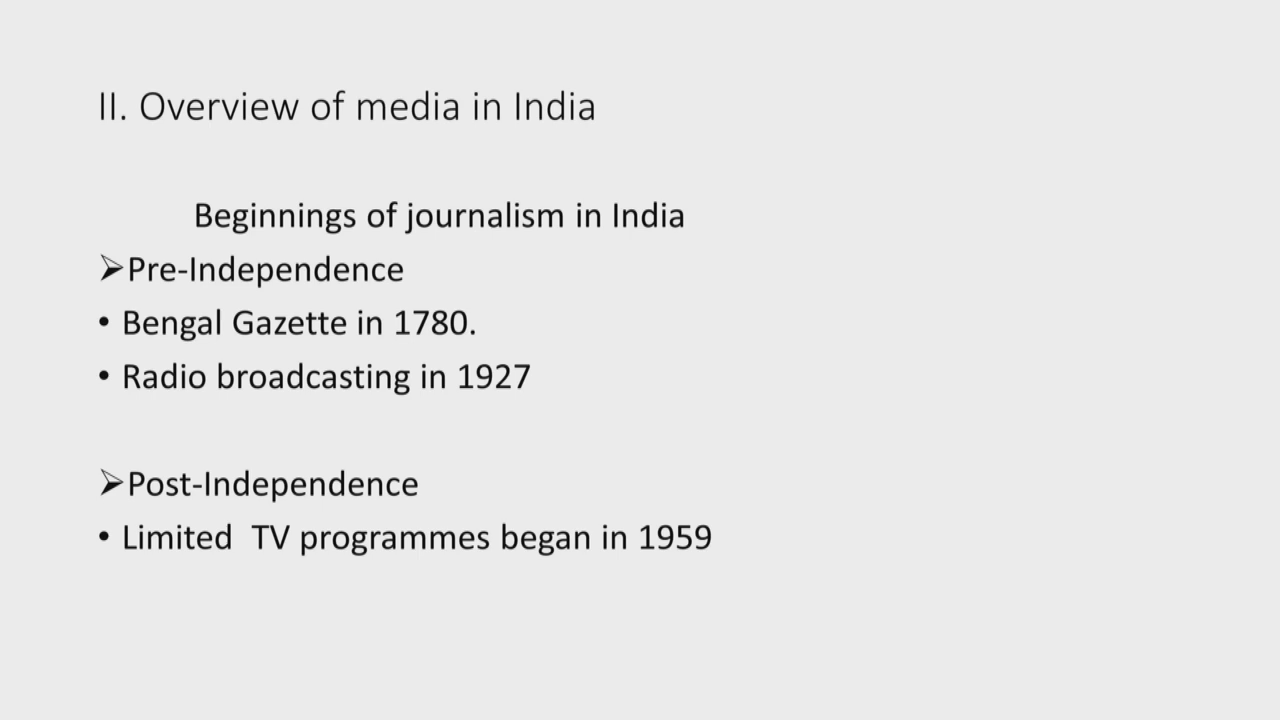 II. Overview of media in India
Beginnings of journalism in India
➢Pre-Independence
• Bengal Gazette in 1780.
• Radio broadcasting in 1927
➢Post-Independence
• Limited  TV programmes began in 1959